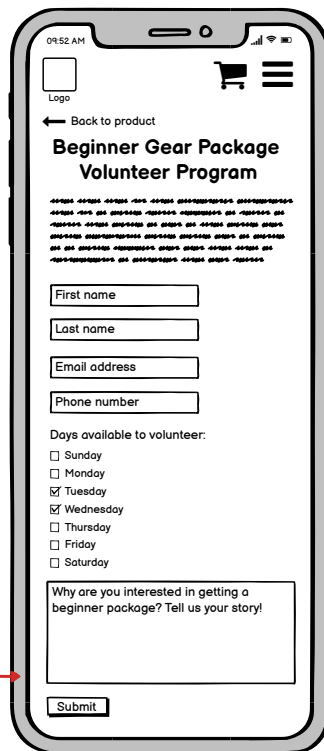 09:52 AM
Logo
Back to product
Beginner Gear Package
Volunteer Program
First name
Last name
Email address
Phone number
Days available to volunteer:
Sunday
Monday
Tuesday
Wednesday
Thursday
Friday
Saturday
Why are you interested in getting a
beginner package? Tell us your story!
Submit